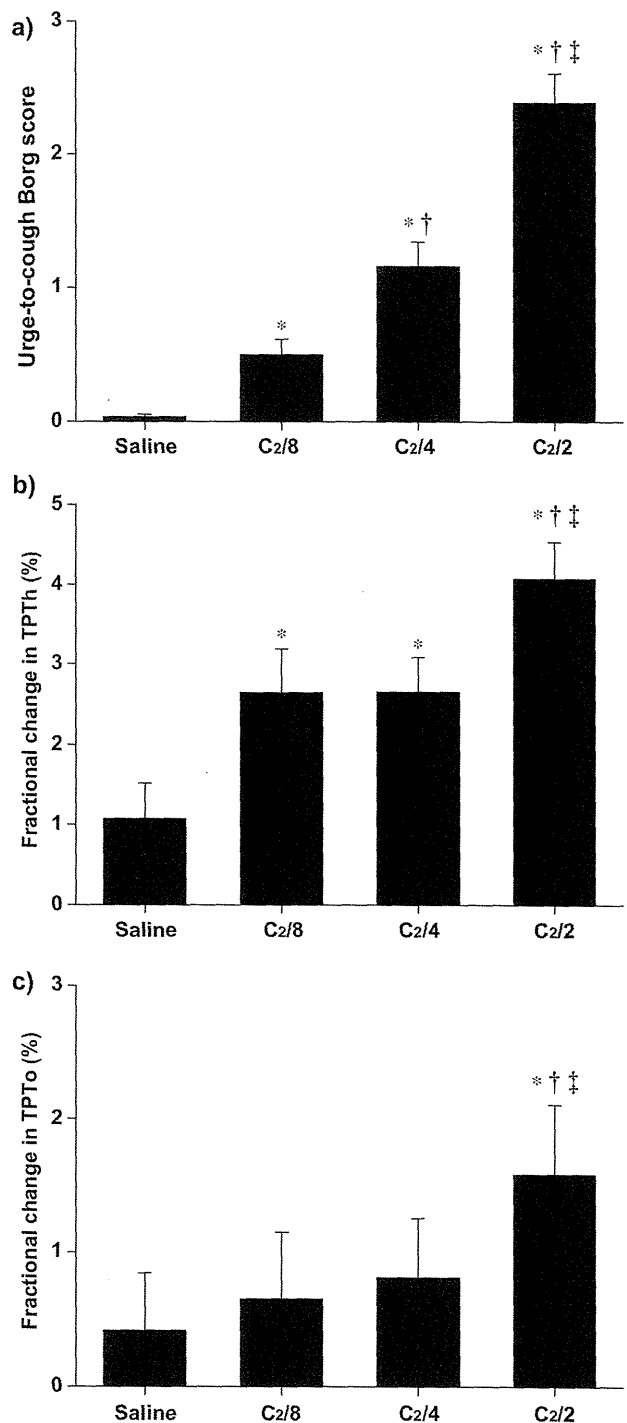 a)
Urge-to-cough Borg score
3
2
1
0
*
* †
* † ‡
Saline C2/8 C2/4 C2/2
b)
Fractional change in TPTh (%)
5
4
3
2
1
0
*
*
* † ‡
Saline C2/8 C2/4 C2/2
c)
Fractional change in TPTo (%)
3
2
1
0
* † ‡
Saline C2/8 C2/4 C2/2